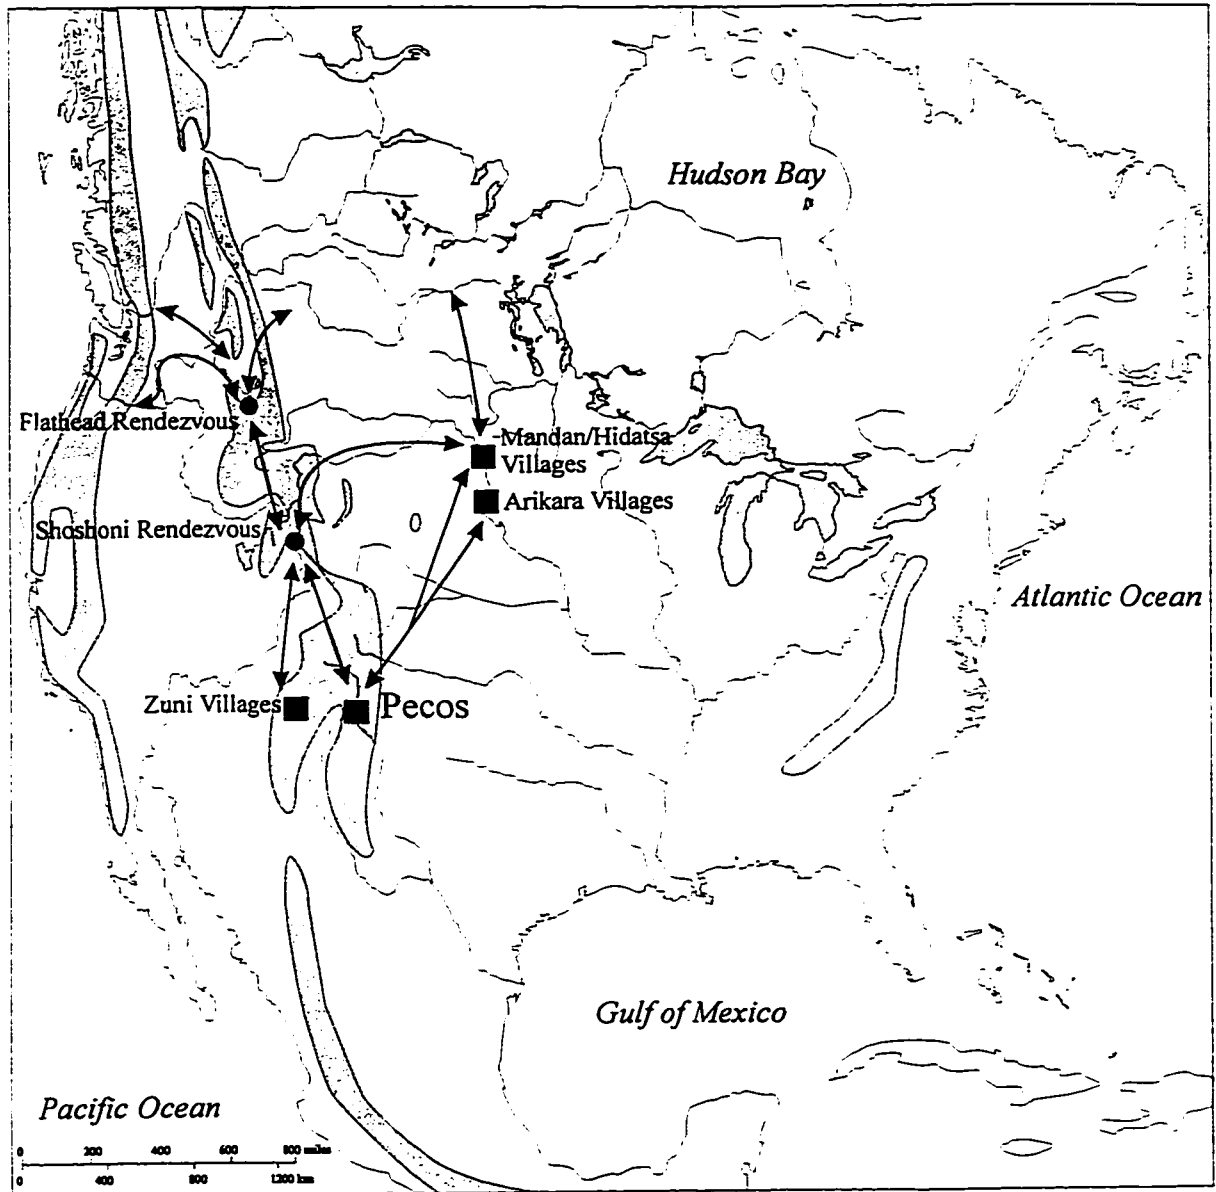 Hudson Bay
Flathead Rendezvous
Mandan/Hidatsa
Villages
Arikara Villages
Shoshoni Rendezvous
Atlantic Ocean
Zuni Villages
Pecos
Gulf of Mexico
Pacific Ocean
0 200 400 600 800 miles
0 400 800 1200 km